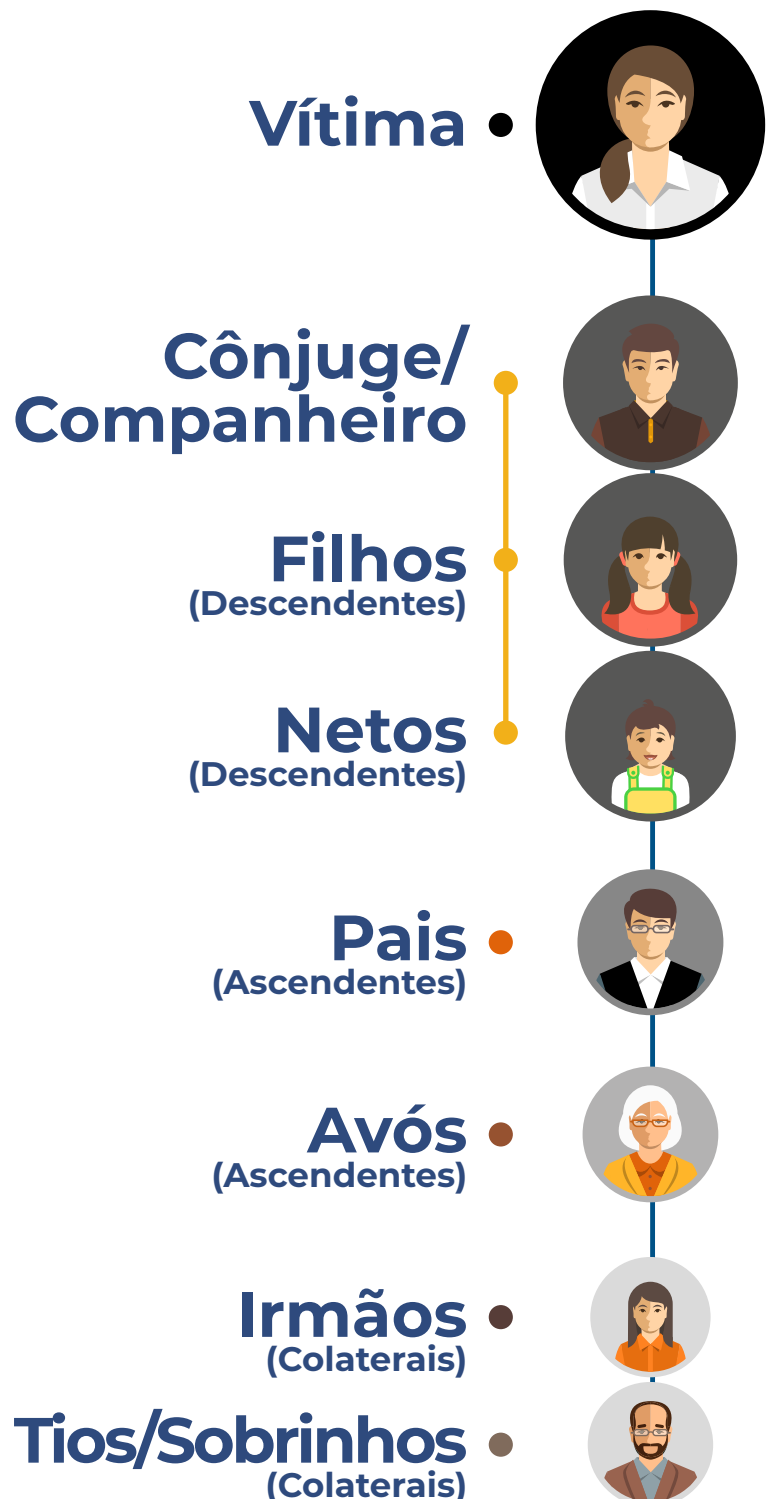 Vítima
Cônjuge/
Companheiro
Filhos
(Descendentes)
Netos
(Descendentes)
Pais
(Ascendentes)
Avós
(Ascendentes)
Irmãos
(Colaterais)
Tios/Sobrinhos
(Colaterais)